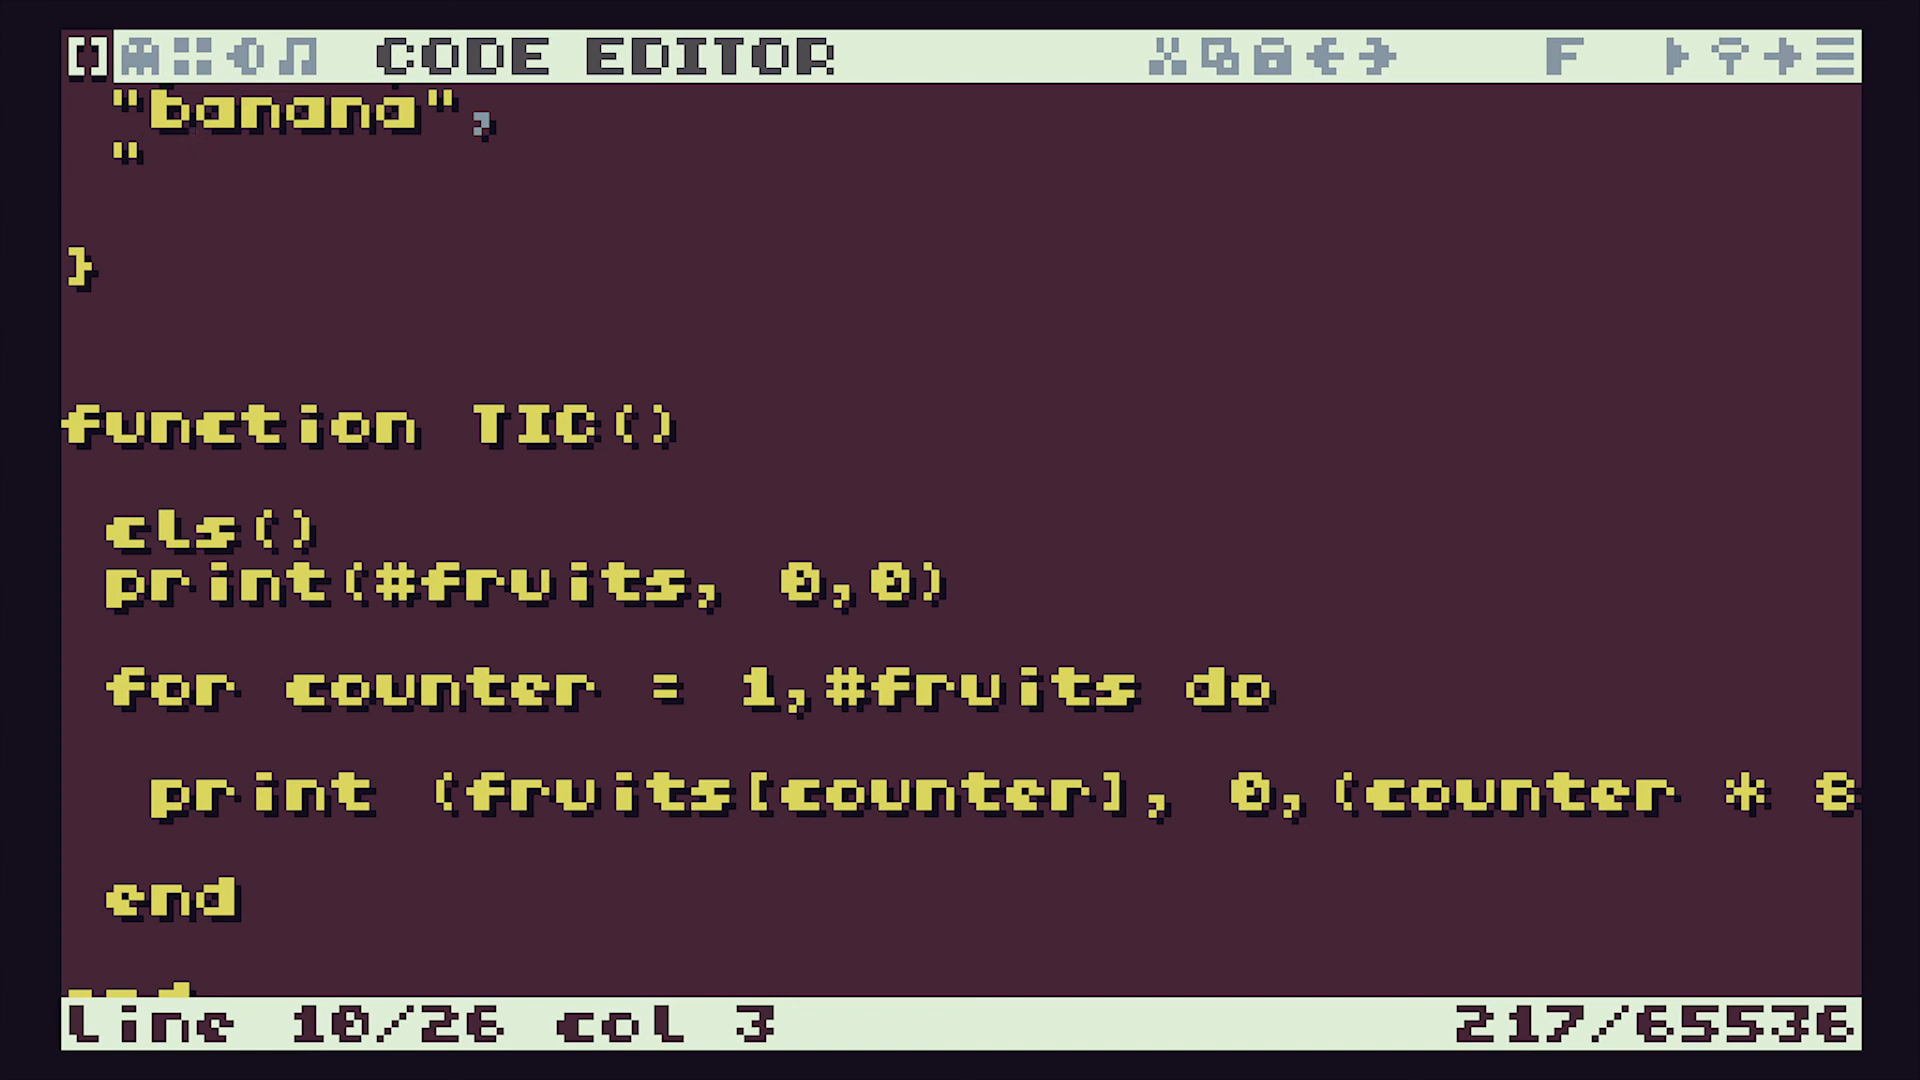 CODE EDITOR F
"banana",
"
}
function TIC()
cls()
print(#fruits, 0,0)
for counter = 1,#fruits do
print (fruits[counter], 0,(counter * 8
end
end
line 10/26 col 3 217/65536